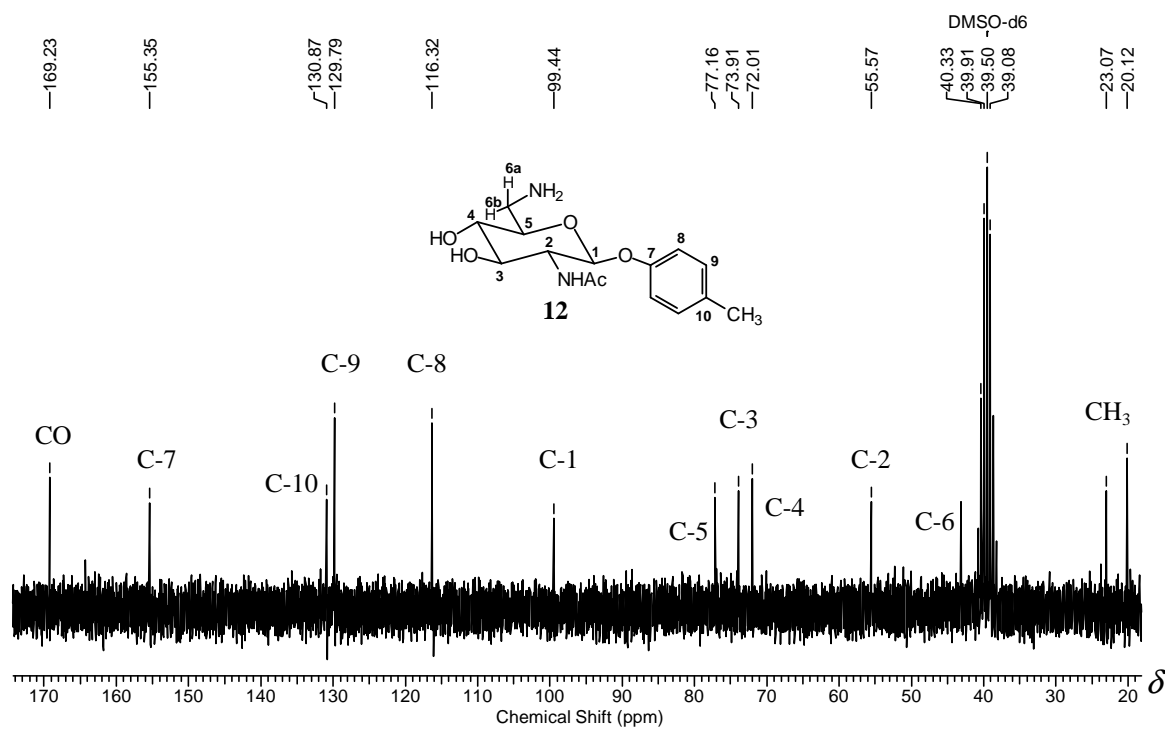 DMSO-d6
169.23
155.35
130.87
129.79
116.32
99.44
77.16
73.91
72.01
55.57
40.33
39.91
39.50
39.08
23.07
20.12
6a
H NH2
6b
H
4
5 O
HO
HO 2 1 O 7 8
3 NHAc 9
10 CH3
12
C-9 C-8
CO C-7 C-10 C-1 C-3 C-2 CH3
C-5 C-4 C-6
170 160 150 140 130 120 110 100 90 80 70 60 50 40 30 20 δ
Chemical Shift (ppm)